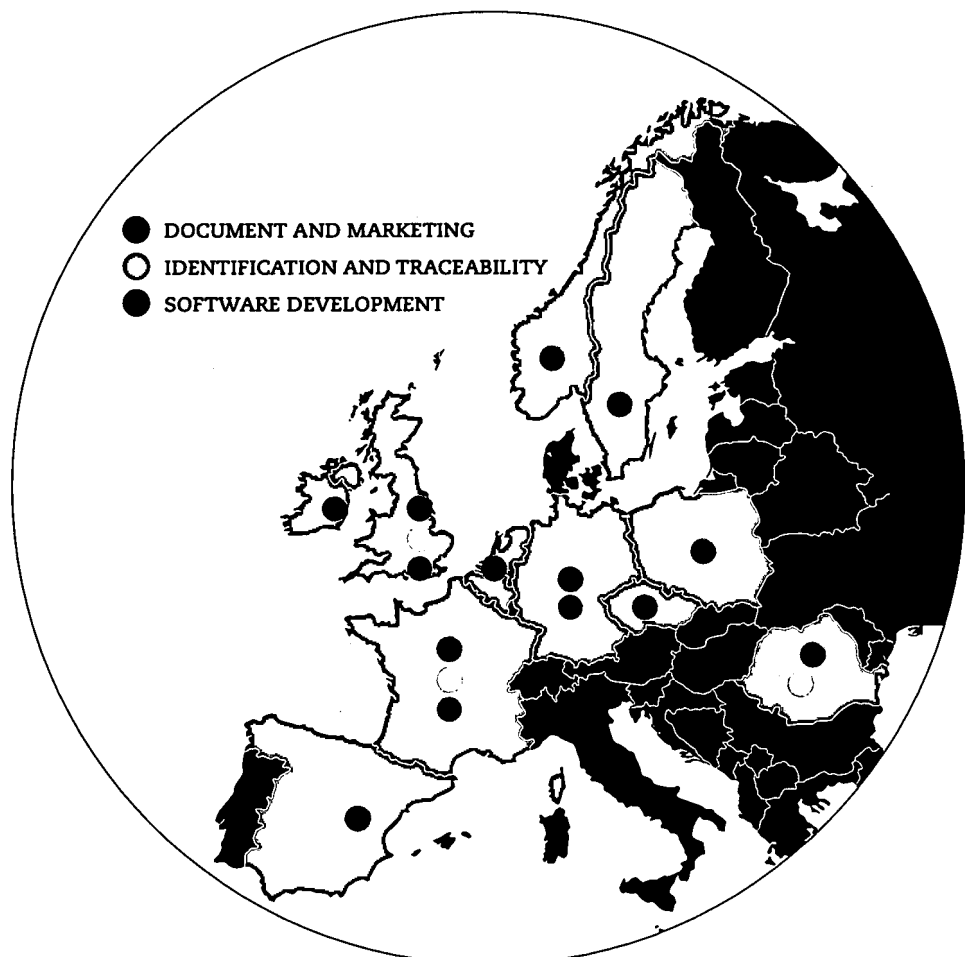 DOCUMENT AND MARKETING
IDENTIFICATION AND TRACEABILITY
SOFTWARE DEVELOPMENT